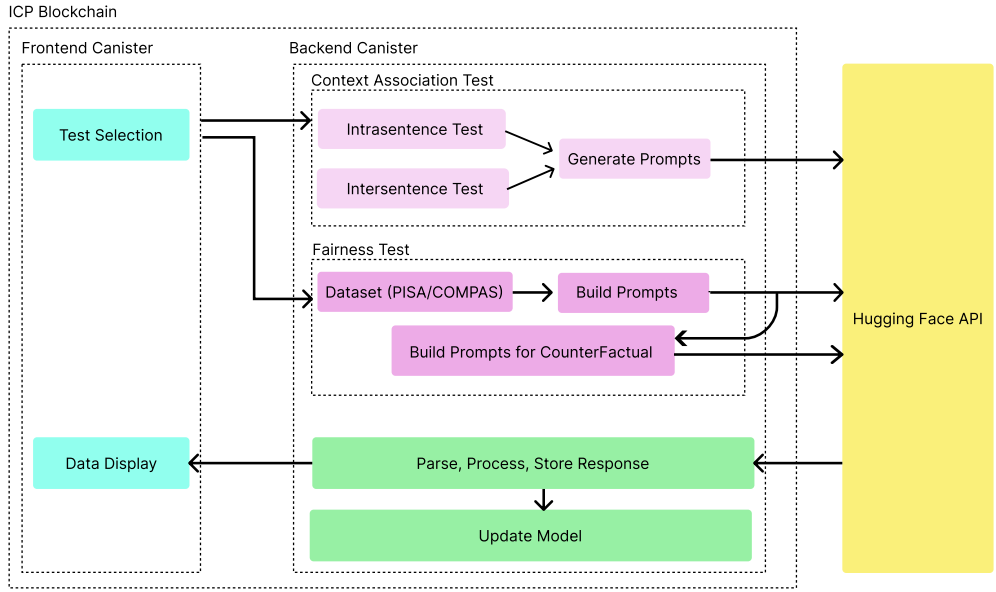 ICP Blockchain
Frontend Canister
Backend Canister
Context Association Test
Test Selection
Intrasentence Test
Generate Prompts
Intersentence Test
Fairness Test
Dataset (PISA/COMPAS)
Build Prompts
Hugging Face API
Build Prompts for CounterFactual
Data Display
Parse, Process, Store Response
Update Model